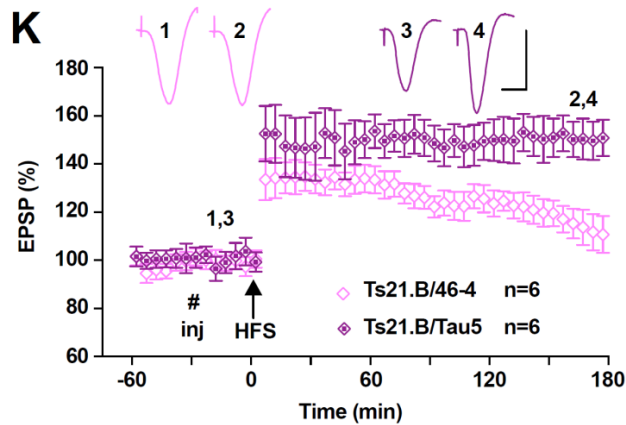 K
1 2 3 4
180
160
140
120
100
80
60
EPSP (%)
2,4
1,3
#
inj
HFS
Ts21.B/46-4 n=6
Ts21.B/Tau5 n=6
-60 0 60 120 180
Time (min)